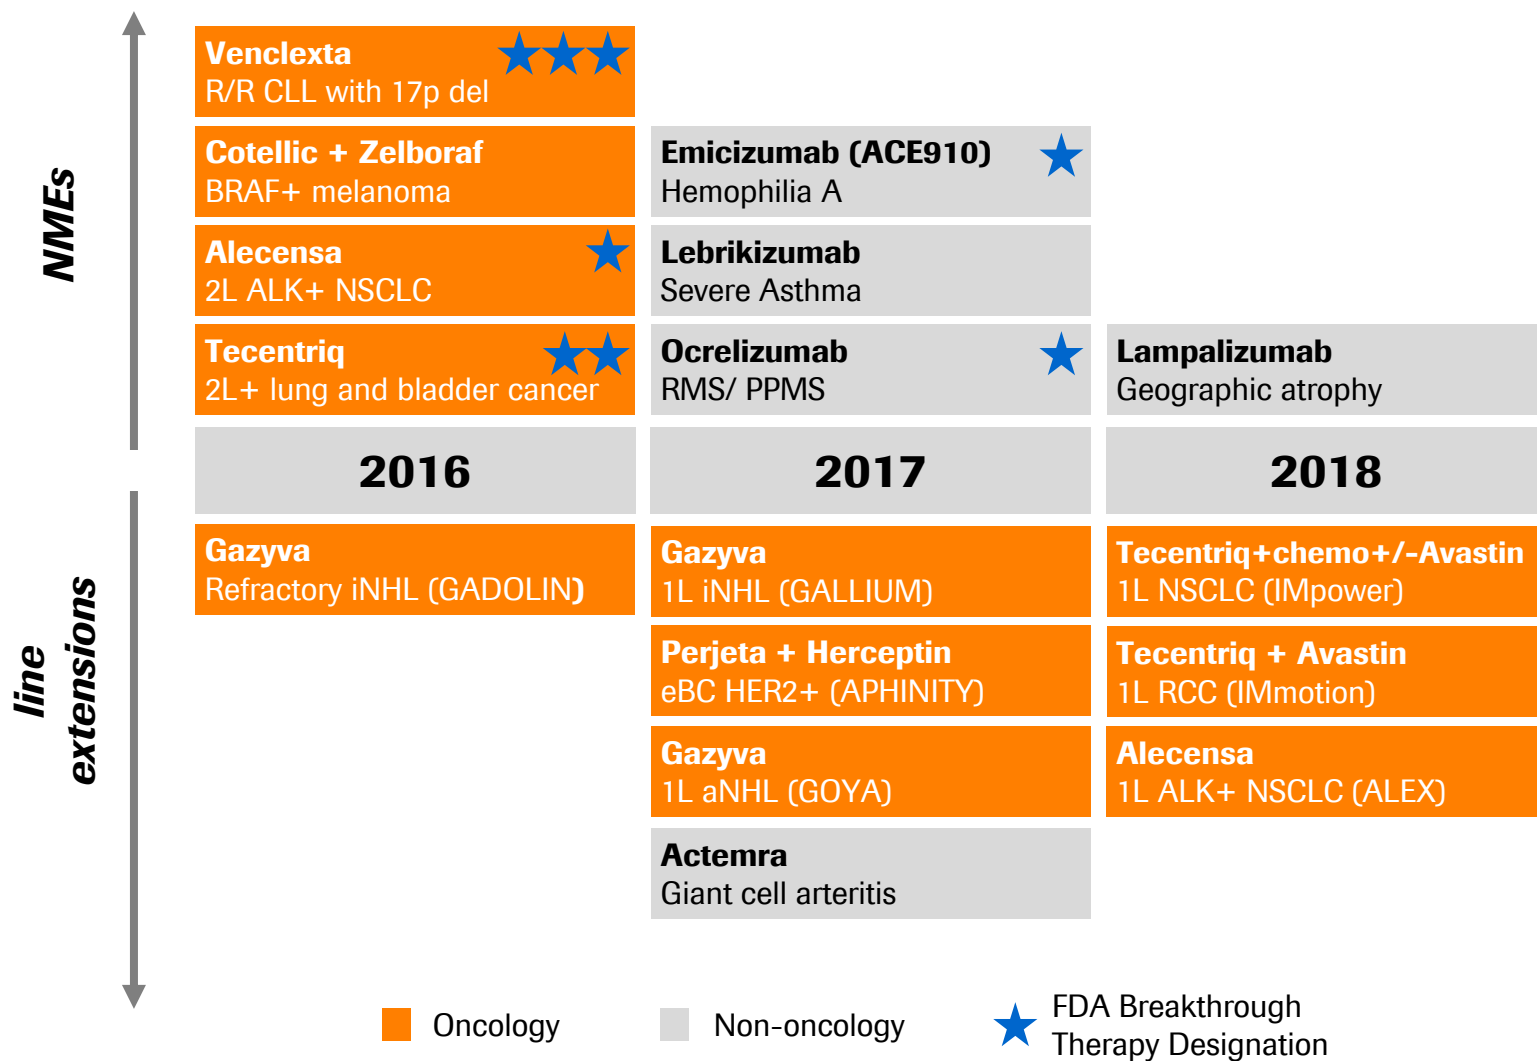 NMEs
Venclexta
R/R CLL with 17p del
Cotellic + Zelboraf
BRAF+ melanoma
Alecensa
2L ALK+ NSCLC
Tecentriq
2L+ lung and bladder cancer
Emicizumab (ACE910)
Hemophilia A
Lebrikizumab
Severe Asthma
Ocrelizumab
RMS/ PPMS
Lampalizumab
Geographic atrophy
2016
2017
2018
line
extensions
Gazyva
Refractory iNHL (GADOLIN)
Gazyva
1L iNHL (GALLIUM)
Perjeta + Herceptin
eBC HER2+ (APHINITY)
Gazyva
1L aNHL (GOYA)
Actemra
Giant cell arteritis
Tecentriq+chemo+/-Avastin
1L NSCLC (IMpower)
Tecentriq + Avastin
1L RCC (IMmotion)
Alecensa
1L ALK+ NSCLC (ALEX)
Oncology
Non-oncology
FDA Breakthrough
Therapy Designation